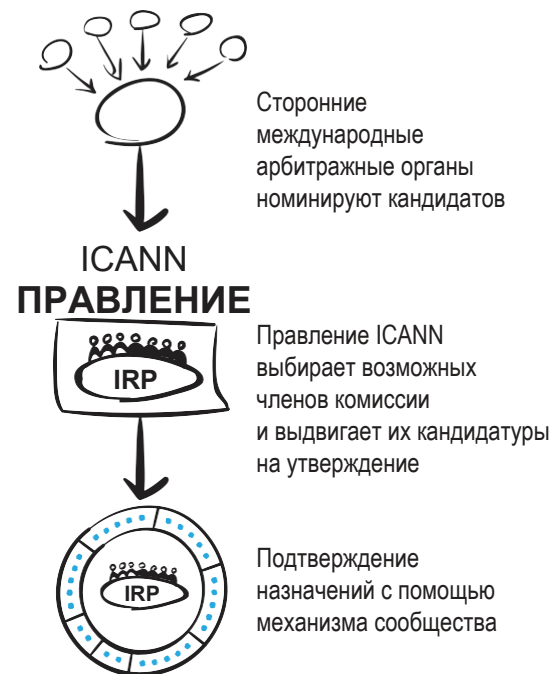 Сторонние
международные
арбитражные органы
номинируют кандидатов
ICANN
ПРАВЛЕНИЕ
IRP
Правление ICANN
выбирает возможных
членов комиссии
и выдвигает их кандидатуры
на утверждение
IRP
Подтверждение
назначений с помощью
механизма сообщества